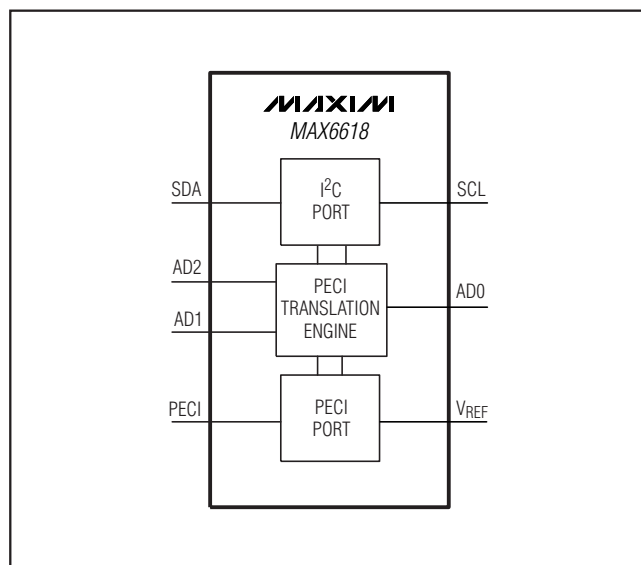 MAXIM
MAX6618
SDA
I²C
PORT
SCL
AD2
AD1
PECI
TRANSLATION
ENGINE
AD0
PECI
PECI
PORT
VREF